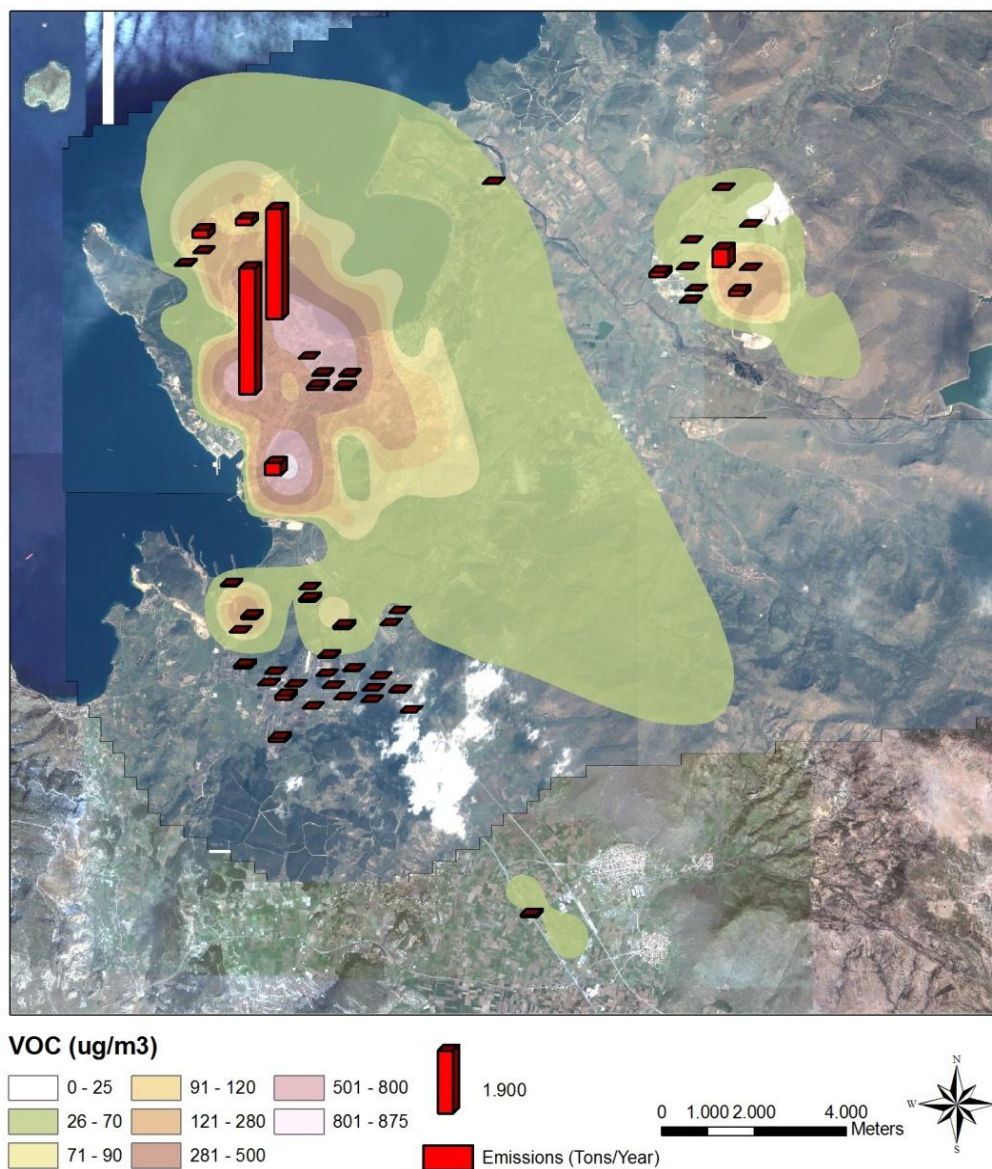 VOC (ug/m3)
0 - 25
26 - 70
71 - 90
91 - 120
121 - 280
281 - 500
501 - 800
801 - 875
1.900
Emissions (Tons/Year)
0 1.000 2.000 4.000
Meters
N
W E
S